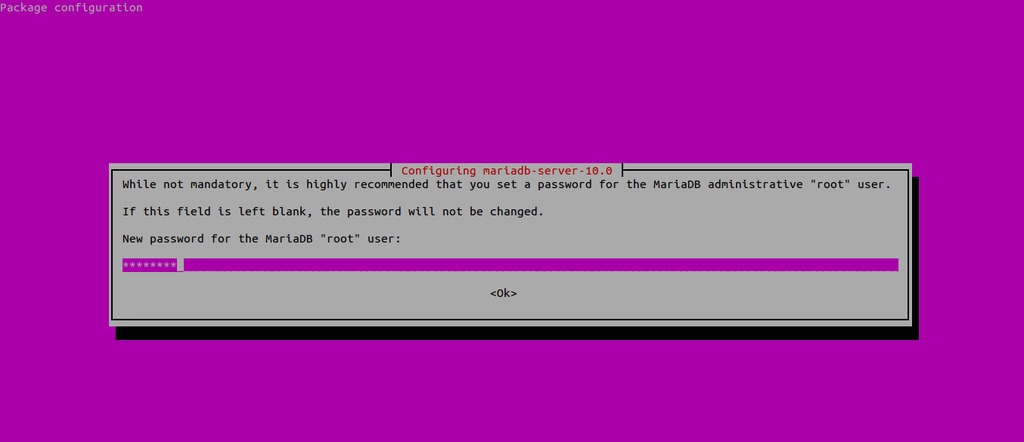 Package configuration
Configuring mariadb-server-10.0
While not mandatory, it is highly recommended that you set a password for the MariaDB administrative "root" user.
If this field is left blank, the password will not be changed.
New password for the MariaDB "root" user:
********_
<Ok>